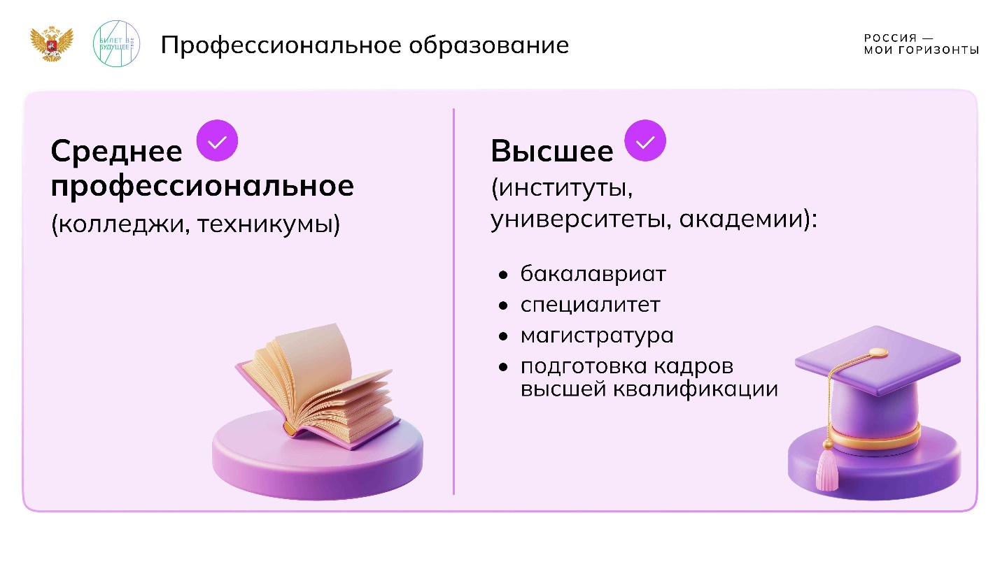 БИЛЕТ В
БУДУЩЕЕ
ТВОЕ
Профессиональное образование
РОССИЯ —
МОИ ГОРИЗОНТЫ
Среднее
профессиональное
(колледжи, техникумы)
Высшее
(институты,
университеты, академии):
• бакалавриат
• специалитет
• магистратура
• подготовка кадров
высшей квалификации